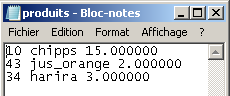 produits - Bloc-notes
Fichier Edition Format Affichage ?
10 chipps 15.000000
43 jus_orange 2.000000
34 harira 3.000000